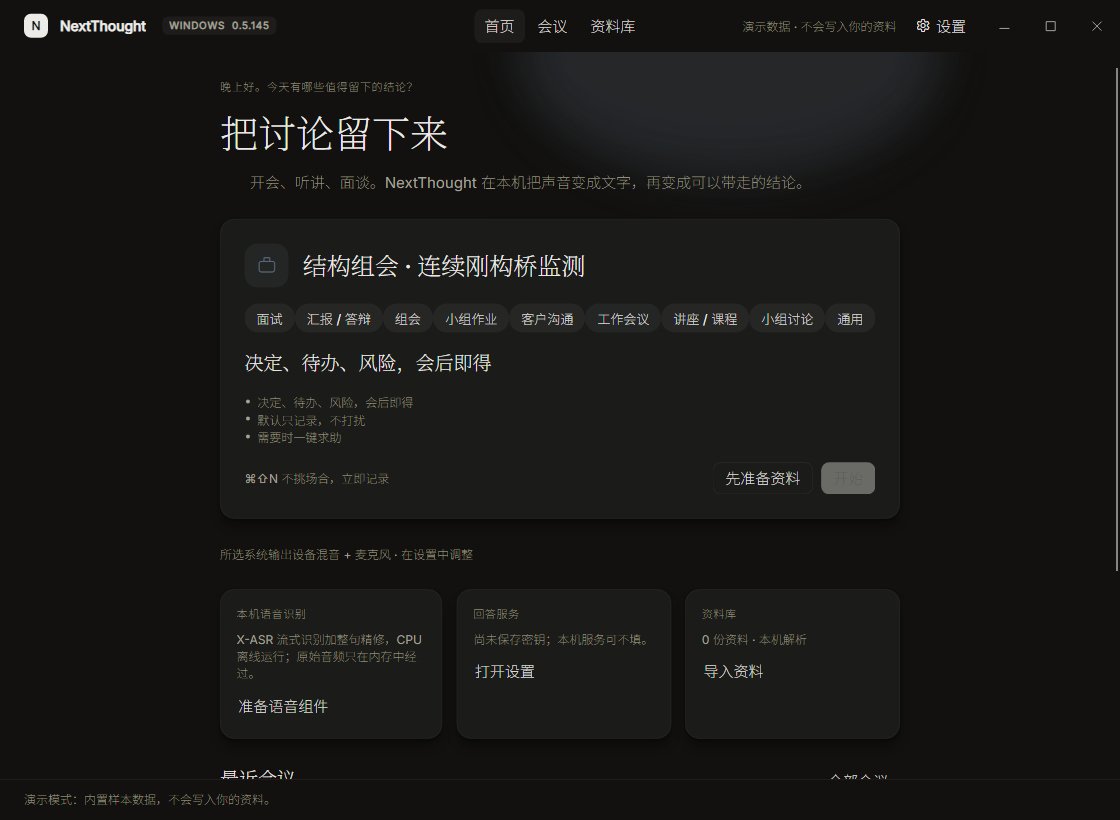 N NextThought WINDOWS 0.5.145 首页 会议 资料库 演示数据 · 不会写入你的资料 设置
晚上好。今天有哪些值得留下的结论?
把讨论留下来
开会、听讲、面谈。NextThought 在本机把声音变成文字，再变成可以带走的结论。
结构组会 · 连续刚构桥监测
面试 汇报 / 答辩 组会 小组作业 客户沟通 工作会议 讲座 / 课程 小组讨论 通用
决定、待办、风险，会后即得
• 决定、待办、风险，会后即得
• 默认只记录，不打扰
• 需要时一键求助
⌘⇧N 不挑场合，立即记录 先准备资料 开始
所选系统输出设备混音 + 麦克风 · 在设置中调整
本机语音识别
X-ASR 流式识别加整句精修，CPU
离线运行；原始音频只在内存中经
过。
准备语音组件
回答服务
尚未保存密钥；本机服务可不填。
打开设置
资料库
0 份资料 · 本机解析
导入资料
最近会议 全部会议
演示模式：内置样本数据，不会写入你的资料。